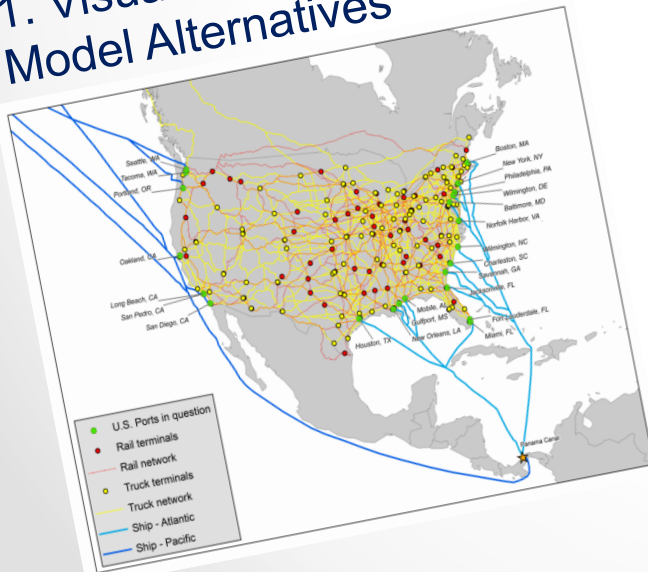 1. Visua
Model Alternatives
Seattle, WA
Tacoma, WA
Portland, OR
Oakland, CA
Long Beach, CA
San Pedro, CA
San Diego, CA
Boston, MA
New York, NY
Philadelphia, PA
Wilmington, DE
Baltimore, MD
Norfolk Harbor, VA
Wilmington, NC
Charleston, SC
Savannah, GA
Jacksonville, FL
Fort Lauderdale, FL
Miami, FL
Mobile, AL
Gulfport, MS
New Orleans, LA
Houston, TX
Panama Canal
U.S. Ports in question
Rail terminals
Rail network
Truck terminals
Truck network
Ship - Atlantic
Ship - Pacific